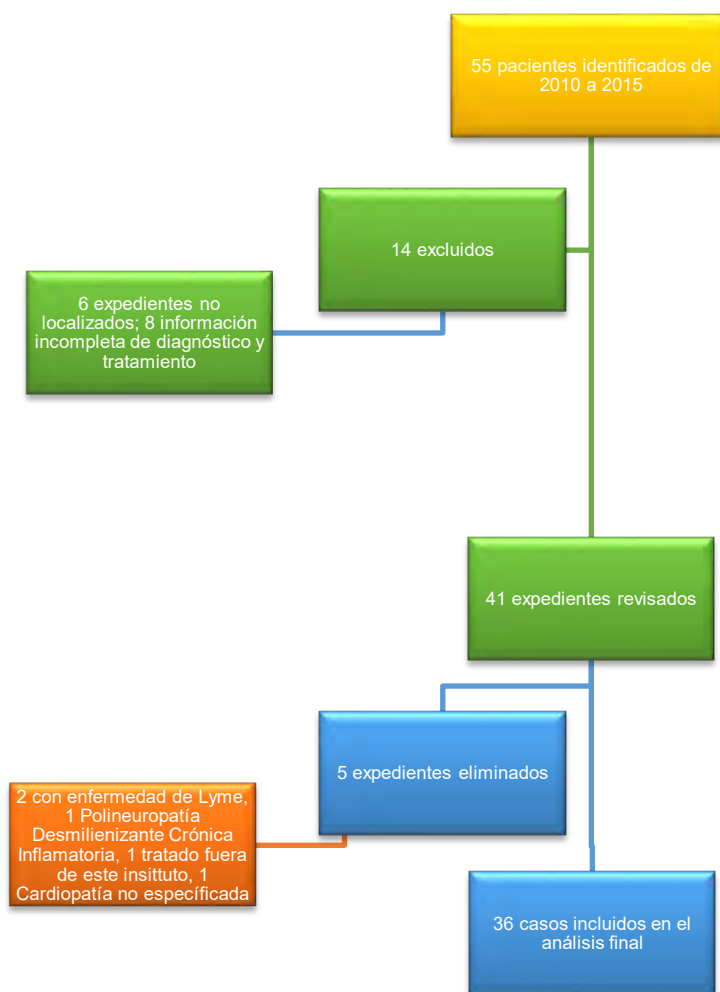 55 pacientes identificados de
2010 a 2015
14 excluidos
6 expedientes no
localizados; 8 información
incompleta de diagnóstico y
tratamiento
41 expedientes revisados
5 expedientes eliminados
2 con enfermedad de Lyme,
1 Polineuropatía
Desmilienizante Crónica
Inflamatoria, 1 tratado fuera
de este insittuto, 1
Cardiopatía no específicada
36 casos incluidos en el
análisis final